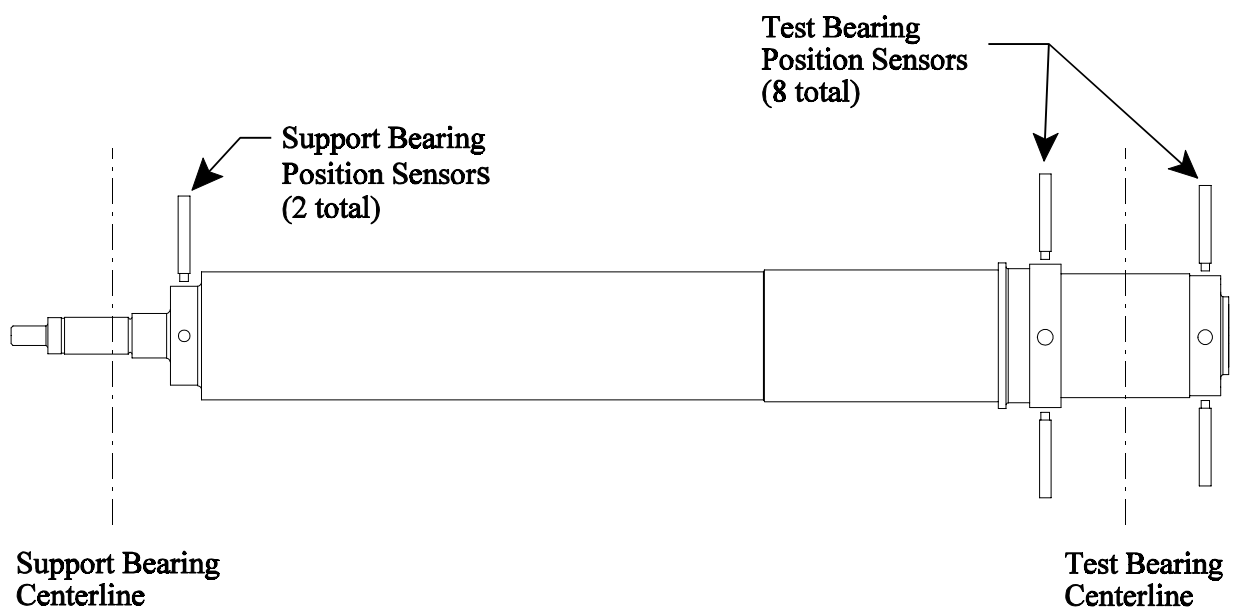 Test Bearing
Position Sensors
(8 total)
Support Bearing
Position Sensors
(2 total)
Support Bearing
Centerline
Test Bearing
Centerline